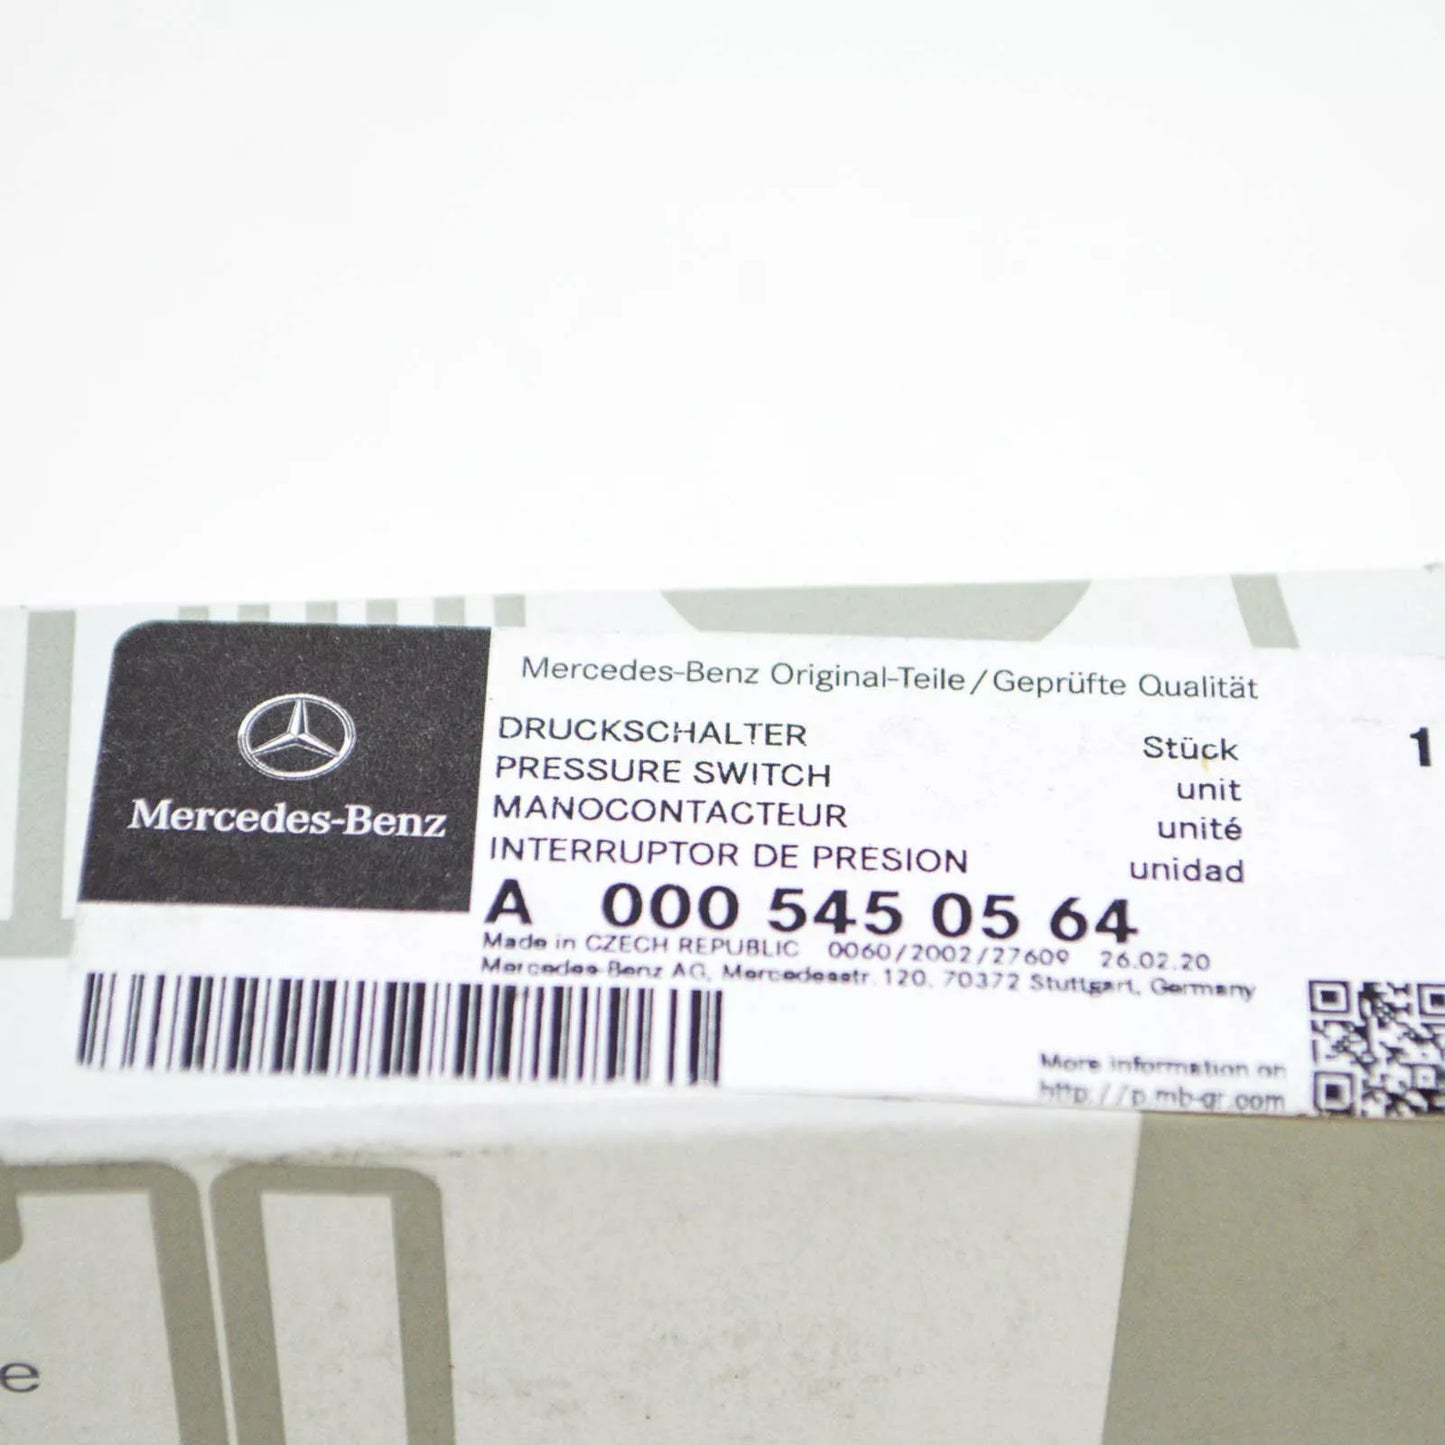 Mercedes-Benz
Mercedes-Benz Original-Teile/Geprüfte Qualität
DRUCKSCHALTER Stück 1
PRESSURE SWITCH unit
MANOCONTACTEUR unité
INTERRUPTOR DE PRESION unidad
A 000 545 05 64
Made in CZECH REPUBLIC 0060/2002/27609 26.02.20
Mercedes-Benz AG, Mercedesstr. 120, 70372 Stuttgart, Germany
More information on
http://p.mb-qr.com
e